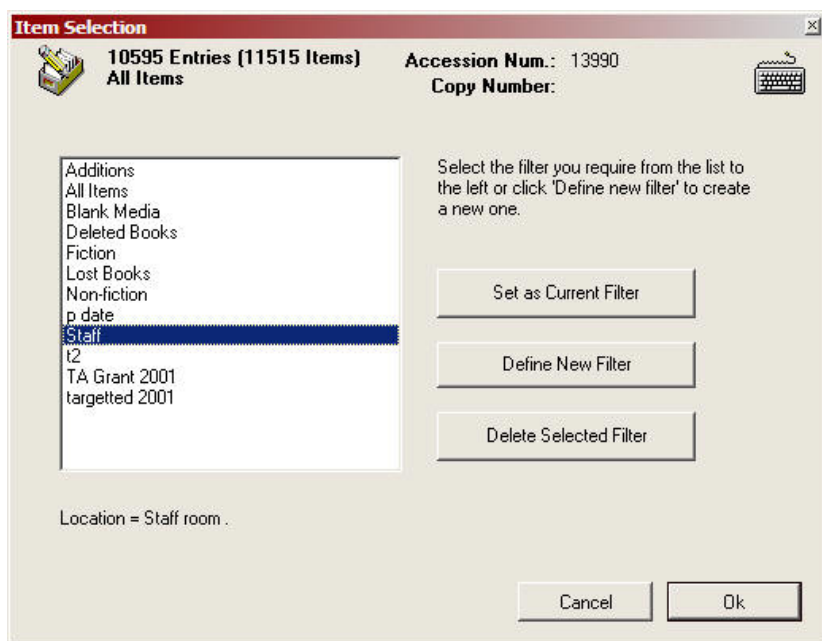 Item Selection
10595 Entries (11515 Items)
All Items
Accession Num.: 13990
Copy Number:
Additions
All Items
Blank Media
Deleted Books
Fiction
Lost Books
Non-fiction
p date
Staff
t2
TA Grant 2001
targetted 2001
Select the filter you require from the list to
the left or click 'Define new filter' to create
a new one.
Set as Current Filter
Define New Filter
Delete Selected Filter
Location = Staff room .
Cancel
Ok